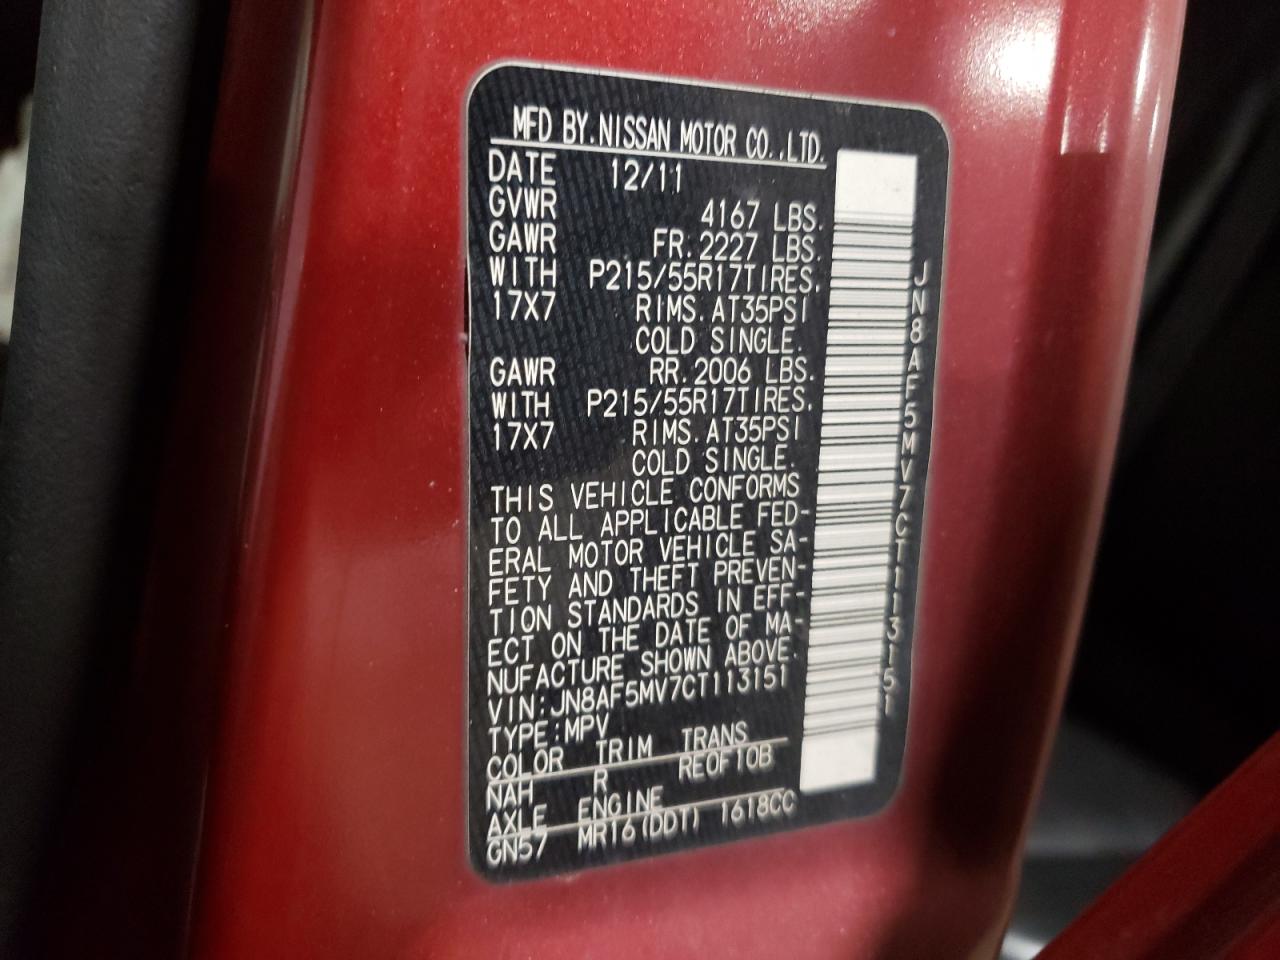 MFD BY.NISSAN MOTOR CO.,LTD.
DATE 12/11
GVWR 4167 LBS.
GAWR FR.2227 LBS.
WITH P215/55R17TIRES.
17X7 RIMS.AT35PSI
COLD SINGLE.
GAWR RR.2006 LBS.
WITH P215/55R17TIRES.
17X7 RIMS.AT35PSI
COLD SINGLE.
THIS VEHICLE CONFORMS
TO ALL APPLICABLE FED-
ERAL MOTOR VEHICLE SA-
FETY AND THEFT PREVEN-
TION STANDARDS IN EFF-
ECT ON THE DATE OF MA-
NUFACTURE SHOWN ABOVE.
VIN:JN8AF5MV7CT113151
TYPE:MPV
COLOR TRIM TRANS
NAH R RE0F10B
AXLE ENGINE
GN57 MR16(DDT) 1618CC
JN8AF5MV7CT113151